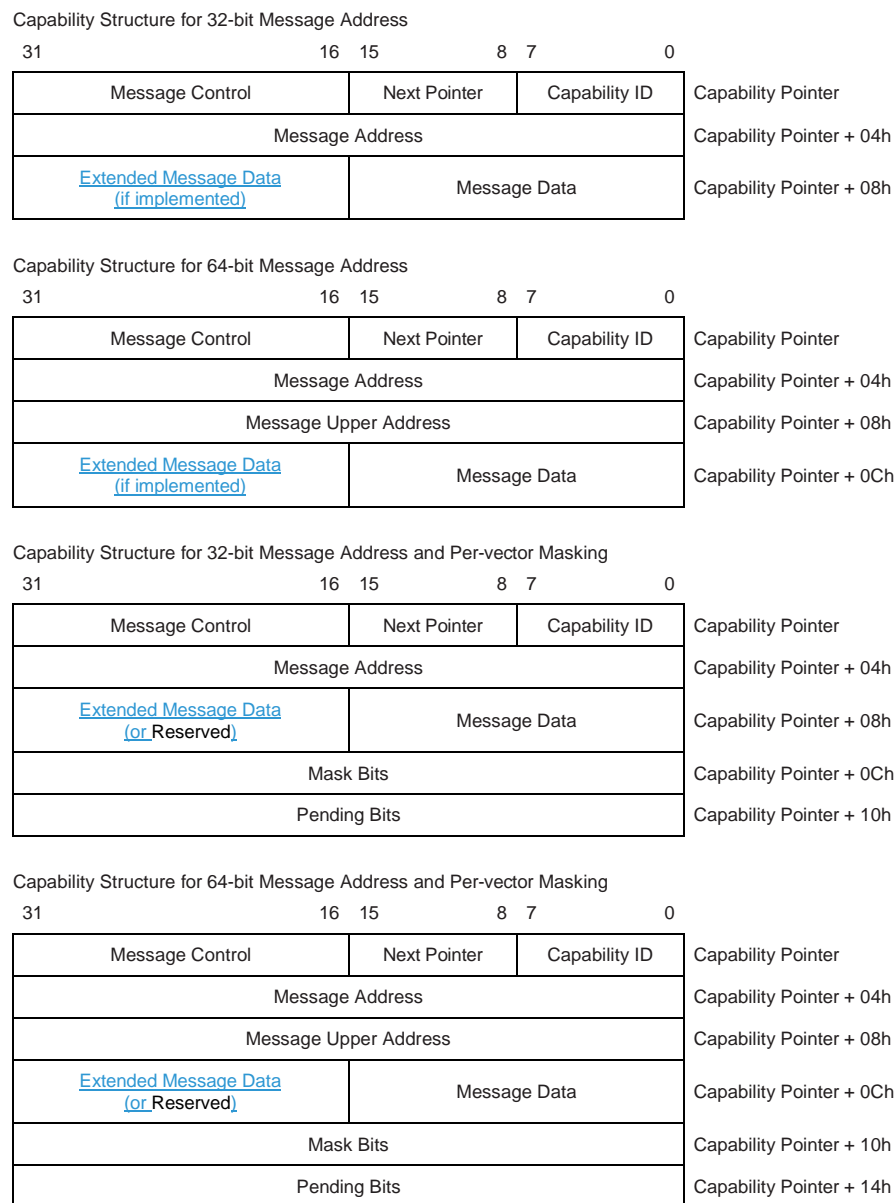 Capability Structure for 32-bit Message Address
31 16 15 8 7 0
Message Control Next Pointer Capability ID Capability Pointer
Message Address Capability Pointer + 04h
Extended Message Data
(if implemented) Message Data Capability Pointer + 08h
Capability Structure for 64-bit Message Address
31 16 15 8 7 0
Message Control Next Pointer Capability ID Capability Pointer
Message Address Capability Pointer + 04h
Message Upper Address Capability Pointer + 08h
Extended Message Data
(if implemented) Message Data Capability Pointer + 0Ch
Capability Structure for 32-bit Message Address and Per-vector Masking
31 16 15 8 7 0
Message Control Next Pointer Capability ID Capability Pointer
Message Address Capability Pointer + 04h
Extended Message Data
(or Reserved) Message Data Capability Pointer + 08h
Mask Bits Capability Pointer + 0Ch
Pending Bits Capability Pointer + 10h
Capability Structure for 64-bit Message Address and Per-vector Masking
31 16 15 8 7 0
Message Control Next Pointer Capability ID Capability Pointer
Message Address Capability Pointer + 04h
Message Upper Address Capability Pointer + 08h
Extended Message Data
(or Reserved) Message Data Capability Pointer + 0Ch
Mask Bits Capability Pointer + 10h
Pending Bits Capability Pointer + 14h